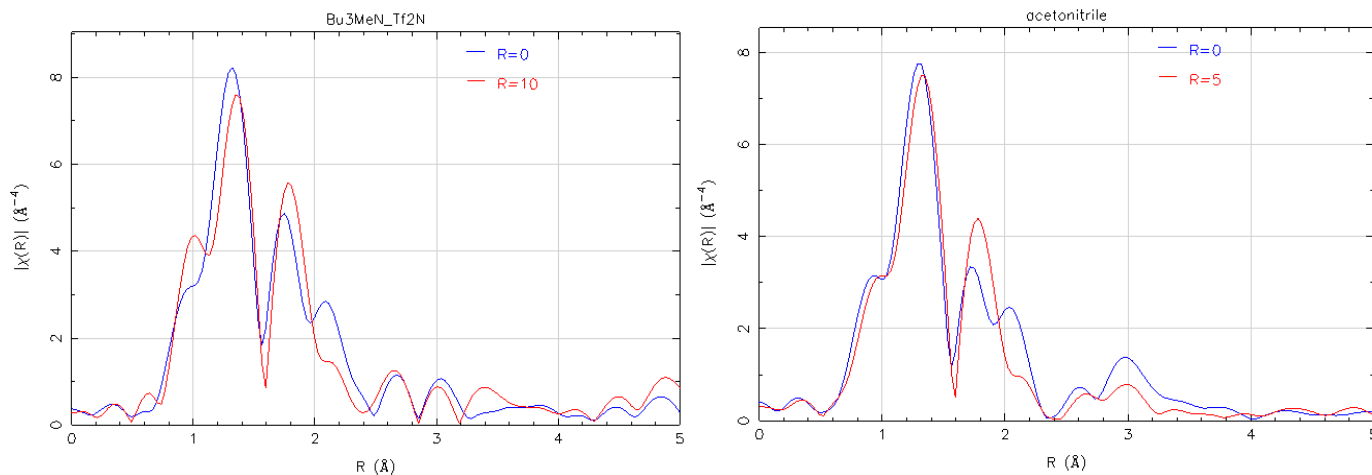 Bu3MeN_Tf2N
R=0
R=10
|χ(R)| (Å⁻⁴)
8
6
4
2
0
0 1 2 3 4 5
R (Å)
acetonitrile
R=0
R=5
|χ(R)| (Å⁻⁴)
8
6
4
2
0
0 1 2 3 4 5
R (Å)